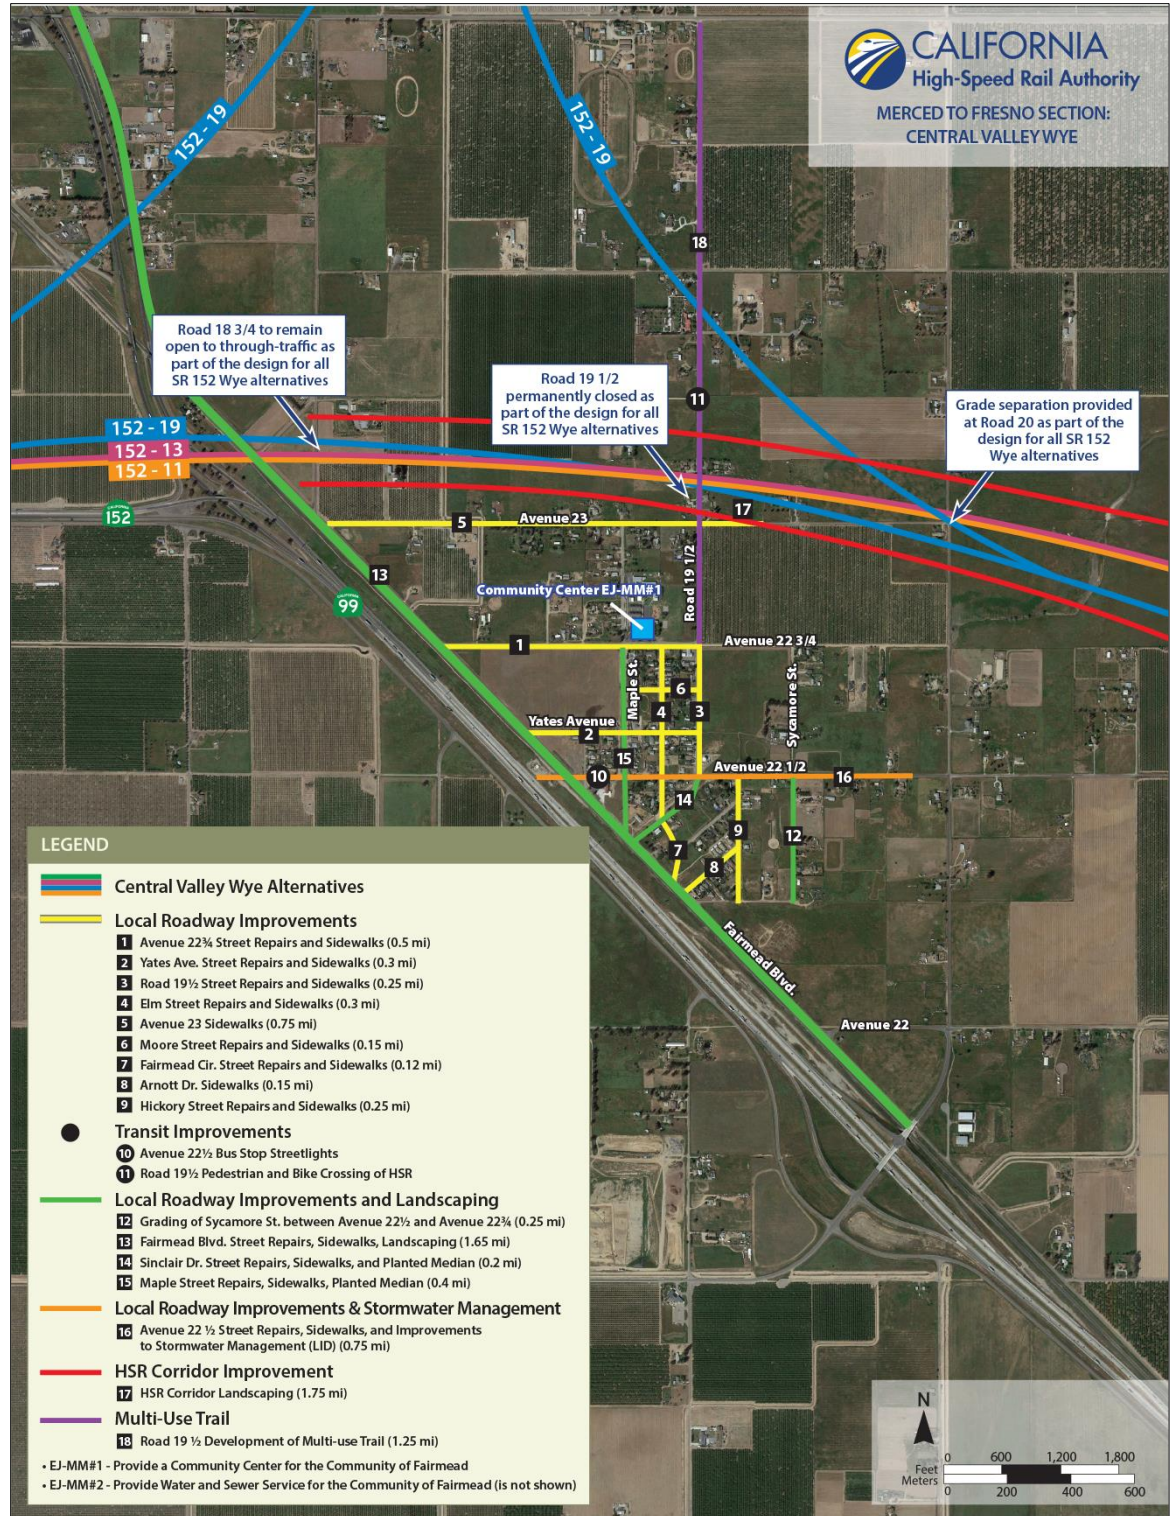 CALIFORNIA
High-Speed Rail Authority
MERCED TO FRESNO SECTION:
CENTRAL VALLEY WYE
152 - 19
152 - 19
18
Road 18 3/4 to remain
open to through-traffic as
part of the design for all
SR 152 Wye alternatives
Road 19 1/2
permanently closed as
part of the design for all
SR 152 Wye alternatives
11
Grade separation provided
at Road 20 as part of the
design for all SR 152
Wye alternatives
152 - 19
152 - 13
152 - 11
CALIFORNIA
152
5
Avenue 23
17
13
CALIFORNIA
99
Road 19 1/2
Community Center EJ-MM#1
1
Avenue 22 3/4
Maple St.
6
4
3
Sycamore St.
Yates Avenue
2
15
10
Avenue 22 1/2
16
14
9
12
7
8
Fairmead Blvd.
Avenue 22
LEGEND
Central Valley Wye Alternatives
Local Roadway Improvements
1 Avenue 22¾ Street Repairs and Sidewalks (0.5 mi)
2 Yates Ave. Street Repairs and Sidewalks (0.3 mi)
3 Road 19½ Street Repairs and Sidewalks (0.25 mi)
4 Elm Street Repairs and Sidewalks (0.3 mi)
5 Avenue 23 Sidewalks (0.75 mi)
6 Moore Street Repairs and Sidewalks (0.15 mi)
7 Fairmead Cir. Street Repairs and Sidewalks (0.12 mi)
8 Arnott Dr. Sidewalks (0.15 mi)
9 Hickory Street Repairs and Sidewalks (0.25 mi)
Transit Improvements
10 Avenue 22½ Bus Stop Streetlights
11 Road 19½ Pedestrian and Bike Crossing of HSR
Local Roadway Improvements and Landscaping
12 Grading of Sycamore St. between Avenue 22½ and Avenue 22¾ (0.25 mi)
13 Fairmead Blvd. Street Repairs, Sidewalks, Landscaping (1.65 mi)
14 Sinclair Dr. Street Repairs, Sidewalks, and Planted Median (0.2 mi)
15 Maple Street Repairs, Sidewalks, Planted Median (0.4 mi)
Local Roadway Improvements & Stormwater Management
16 Avenue 22 ½ Street Repairs, Sidewalks, and Improvements
to Stormwater Management (LID) (0.75 mi)
HSR Corridor Improvement
17 HSR Corridor Landscaping (1.75 mi)
Multi-Use Trail
18 Road 19 ½ Development of Multi-use Trail (1.25 mi)
• EJ-MM#1 - Provide a Community Center for the Community of Fairmead
• EJ-MM#2 - Provide Water and Sewer Service for the Community of Fairmead (is not shown)
N
0 600 1,200 1,800
Feet
Meters
0 200 400 600